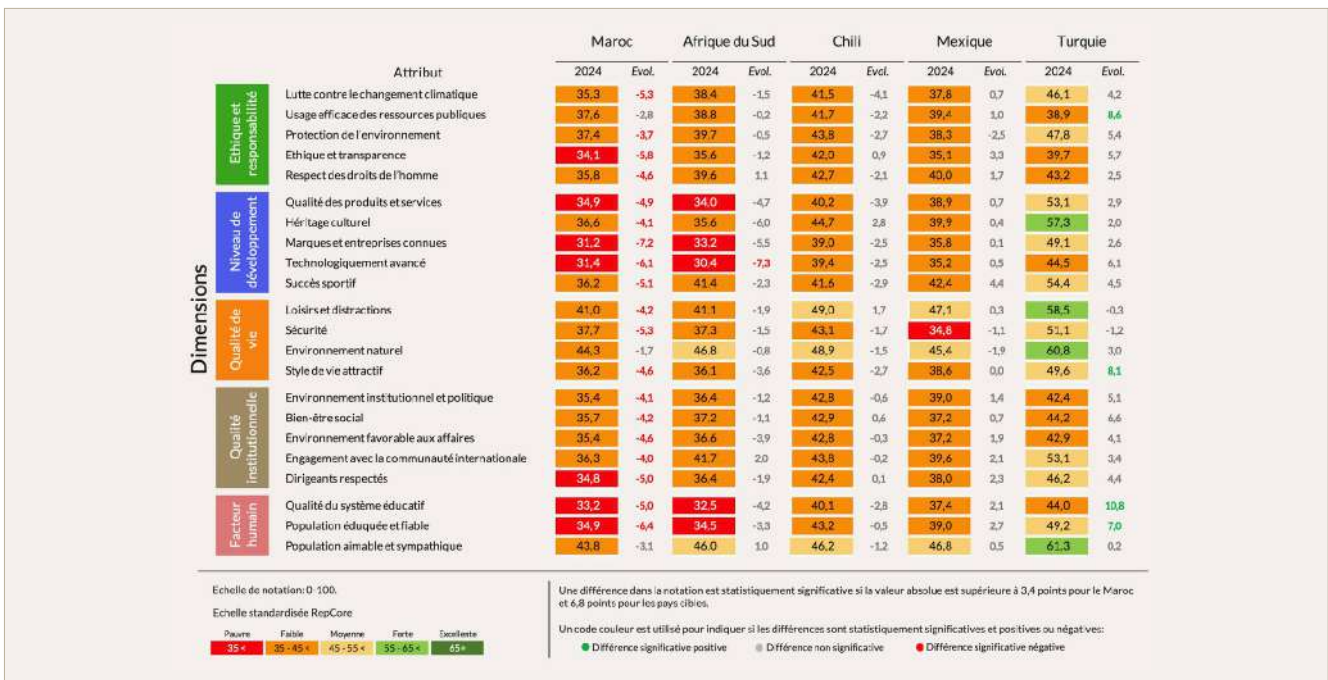 Maroc Afrique du Sud Chili Mexique Turquie
Attribut 2024 Evol. 2024 Evol. 2024 Evol. 2024 Evol. 2024 Evol.
Dimensions
Ethique et responsabilité
Lutte contre le changement climatique 35,3 -5,3 38,4 -1,5 41,5 -4,1 37,8 0,7 46,1 4,2
Usage efficace des ressources publiques 37,6 -2,8 38.8 -0,2 41,7 -2,2 39,4 1,0 38,9 8,6
Protection de l'environnement 37,4 -3,7 39,7 -0,5 43,8 -2,7 38,3 -2,5 47,8 5,4
Ethique et transparence 34,1 -5,8 35,6 -1,2 42,0 0,9 35,1 3,3 39,7 5,7
Respect des droits de l'homme 35,8 -4,6 39,6 1,1 42,7 -2,1 40,0 1,7 43,2 2,5
Niveau de développement
Qualité des produits et services 34,9 -4,9 34,0 -4,7 40,2 -3,9 38,9 0,7 53,1 2,9
Héritage culturel 36,6 -4,1 35.6 -6,0 44,7 2,8 39,9 0,4 57,3 2,0
Marques et entreprises connues 31,2 -7,2 33,2 -5,5 39,0 -2,5 35,8 0,1 49,1 2,6
Technologiquement avancé 31,4 -6,1 30,4 -7,3 39,4 -2,5 35,2 0,5 44,5 6,1
Succès sportif 36,2 -5,1 41,4 -2,3 41,6 -2,9 42,4 4,4 54,4 4,5
Qualité de vie
Loisirs et distractions 41,0 -4,2 41,1 -1,9 49,0 1,7 47,1 0,3 58,5 -0,3
Sécurité 37,7 -5,3 37,3 -1,5 43,1 -1,7 34,8 -1,1 51,1 -1,2
Environnement naturel 44,3 -1,7 46.8 -0,8 48,9 -1,5 45,4 -1,9 60,8 3,0
Style de vie attractif 36,2 -4,6 36,1 -3,6 42,5 -2,7 38,6 0,0 49,6 8,1
Qualité institutionnelle
Environnement institutionnel et politique 35,4 -4,1 36,4 -1,2 42,8 -0,6 39,0 1,4 42,4 5,1
Bien-être social 35,7 -4,2 37,2 -1,1 42,9 0,6 37,2 0,7 44,2 6,6
Environnement favorable aux affaires 35,4 -4,6 36,6 -3,9 42,8 -0,3 37,2 1,9 42,9 4,1
Engagement avec la communauté internationale 36,3 -4,0 41,7 2,0 43,8 -0,2 39,6 2,1 53,1 3,4
Dirigeants respectés 34,8 -5,0 36,4 -1,9 42,4 0,1 38,0 2,3 46,2 4,4
Facteur humain
Qualité du système éducatif 33,2 -5,0 32,5 -4,2 40,1 -2,8 37,4 2,1 44,0 10,8
Population éduquée et fiable 34,9 -6,4 34,5 -3,3 43,2 -0,5 39,0 2,7 49,2 7,0
Population aimable et sympathique 43,8 -3,1 46.0 1,0 46,2 -1,2 46,8 0,5 61,3 0,2
Echelle de notation: 0-100.
Echelle standardisée RepCore
Pauvre Faible Moyenne Forte Excellente
35 < 35 - 45 < 45 - 55 < 55 - 65 < 65+
Une différence dans la notation est statistiquement significative si la valeur absolue est supérieure à 3,4 points pour le Maroc
et 6,8 points pour les pays cibles.
Un code couleur est utilisé pour indiquer si les différences sont statistiquement significatives et positives ou négatives:
Différence significative positive Différence non significative Différence significative négative